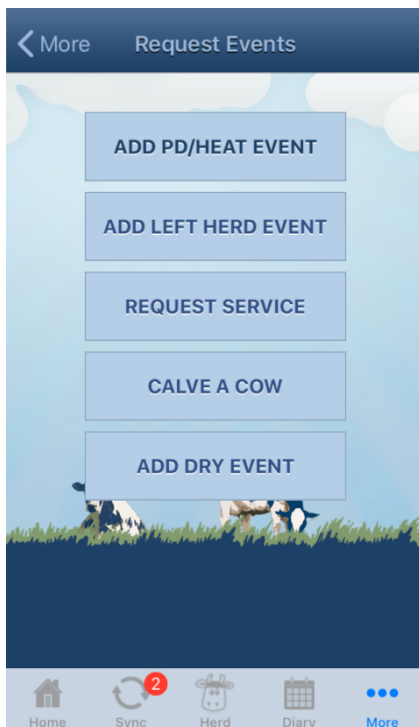 More
Request Events
ADD PD/HEAT EVENT
ADD LEFT HERD EVENT
REQUEST SERVICE
CALVE A COW
ADD DRY EVENT
2
Home
Sync
Herd
Diary
More